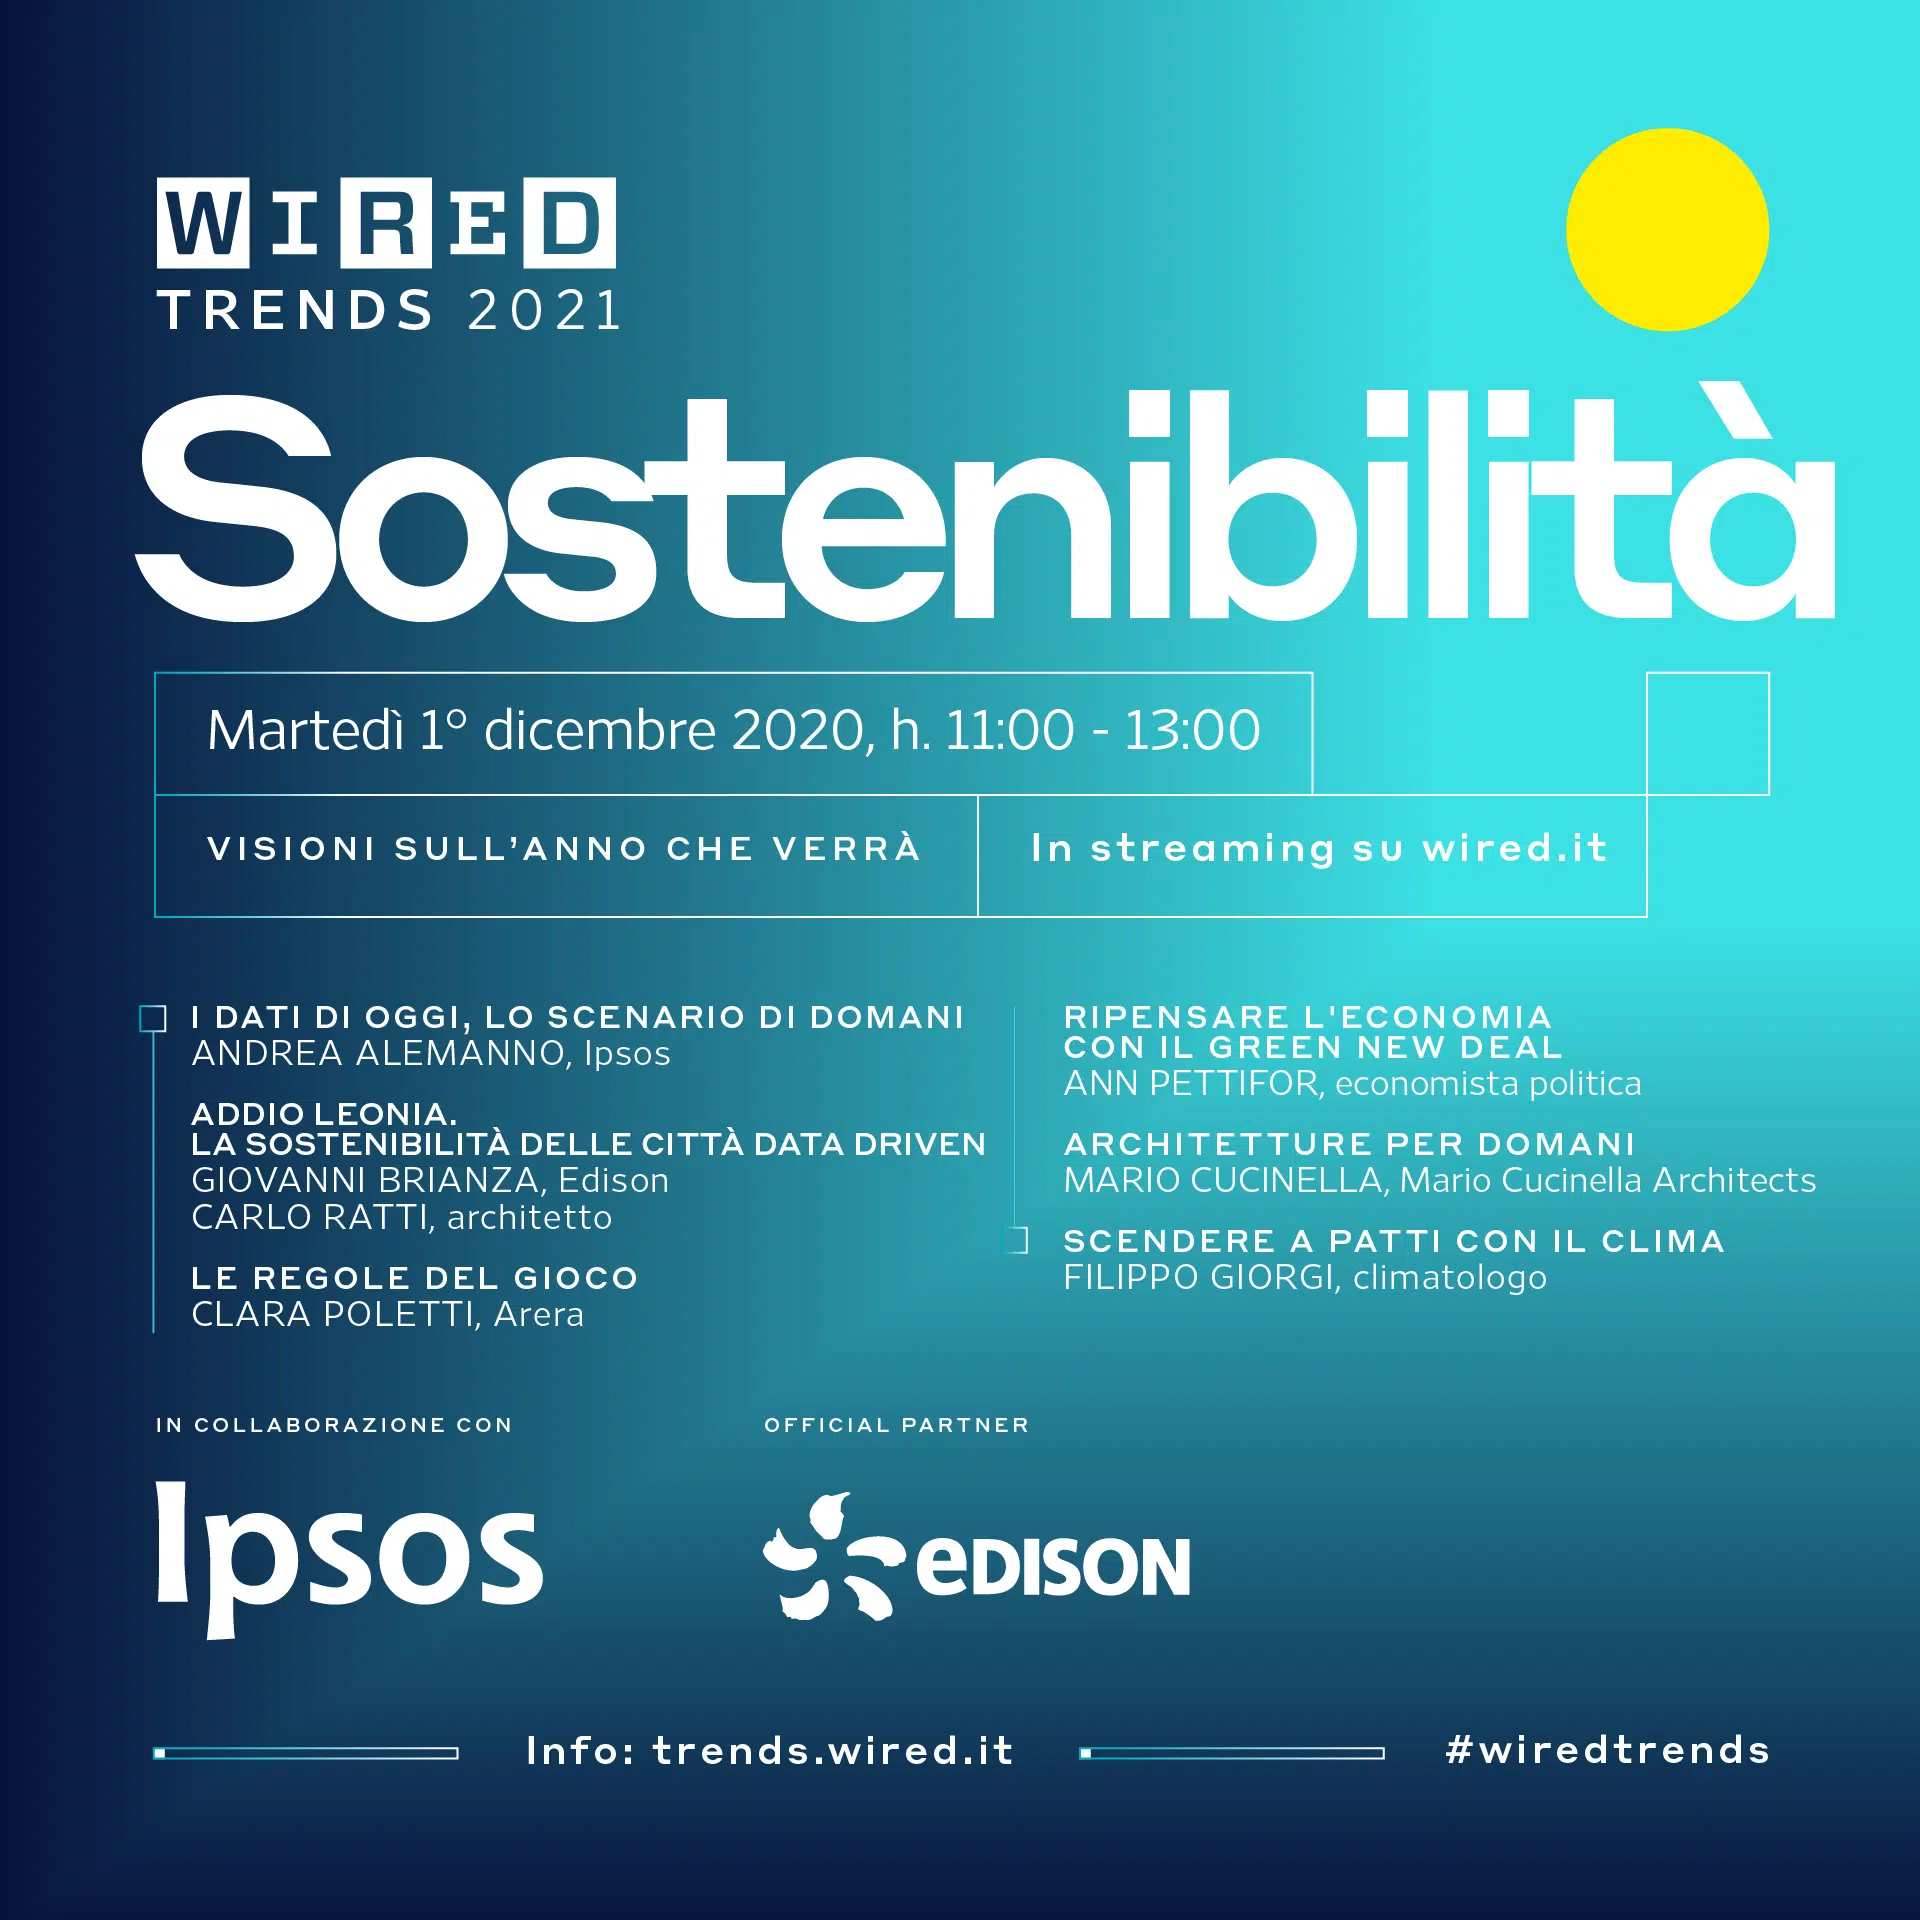 WIRED
TRENDS 2021
Sostenibilità
Martedì 1° dicembre 2020, h. 11:00 - 13:00
VISIONI SULL’ANNO CHE VERRÀ
In streaming su wired.it
I DATI DI OGGI, LO SCENARIO DI DOMANI
ANDREA ALEMANNO, Ipsos
ADDIO LEONIA.
LA SOSTENIBILITÀ DELLE CITTÀ DATA DRIVEN
GIOVANNI BRIANZA, Edison
CARLO RATTI, architetto
LE REGOLE DEL GIOCO
CLARA POLETTI, Arera
RIPENSARE L'ECONOMIA
CON IL GREEN NEW DEAL
ANN PETTIFOR, economista politica
ARCHITETTURE PER DOMANI
MARIO CUCINELLA, Mario Cucinella Architects
SCENDERE A PATTI CON IL CLIMA
FILIPPO GIORGI, climatologo
IN COLLABORAZIONE CON
Ipsos
OFFICIAL PARTNER
eDISON
Info: trends.wired.it
#wiredtrends